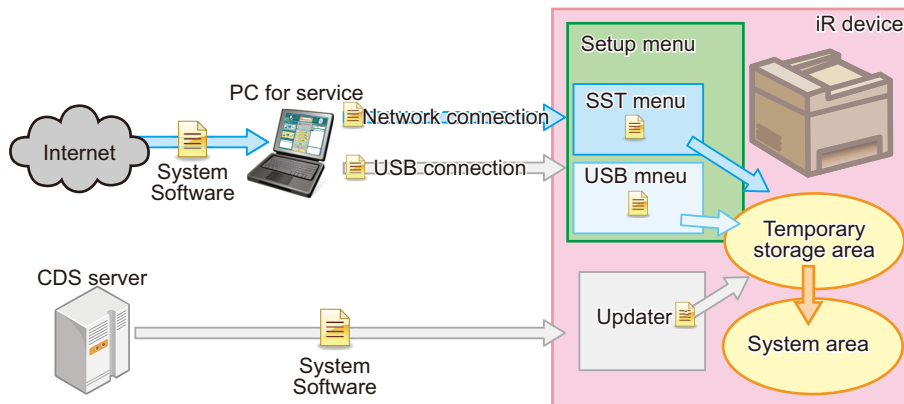 iR device
Setup menu
PC for service
SST menu
Network connection
Internet
System
Software
USB connection
USB mneu
Temporary
storage area
CDS server
Updater
System area
System
Software